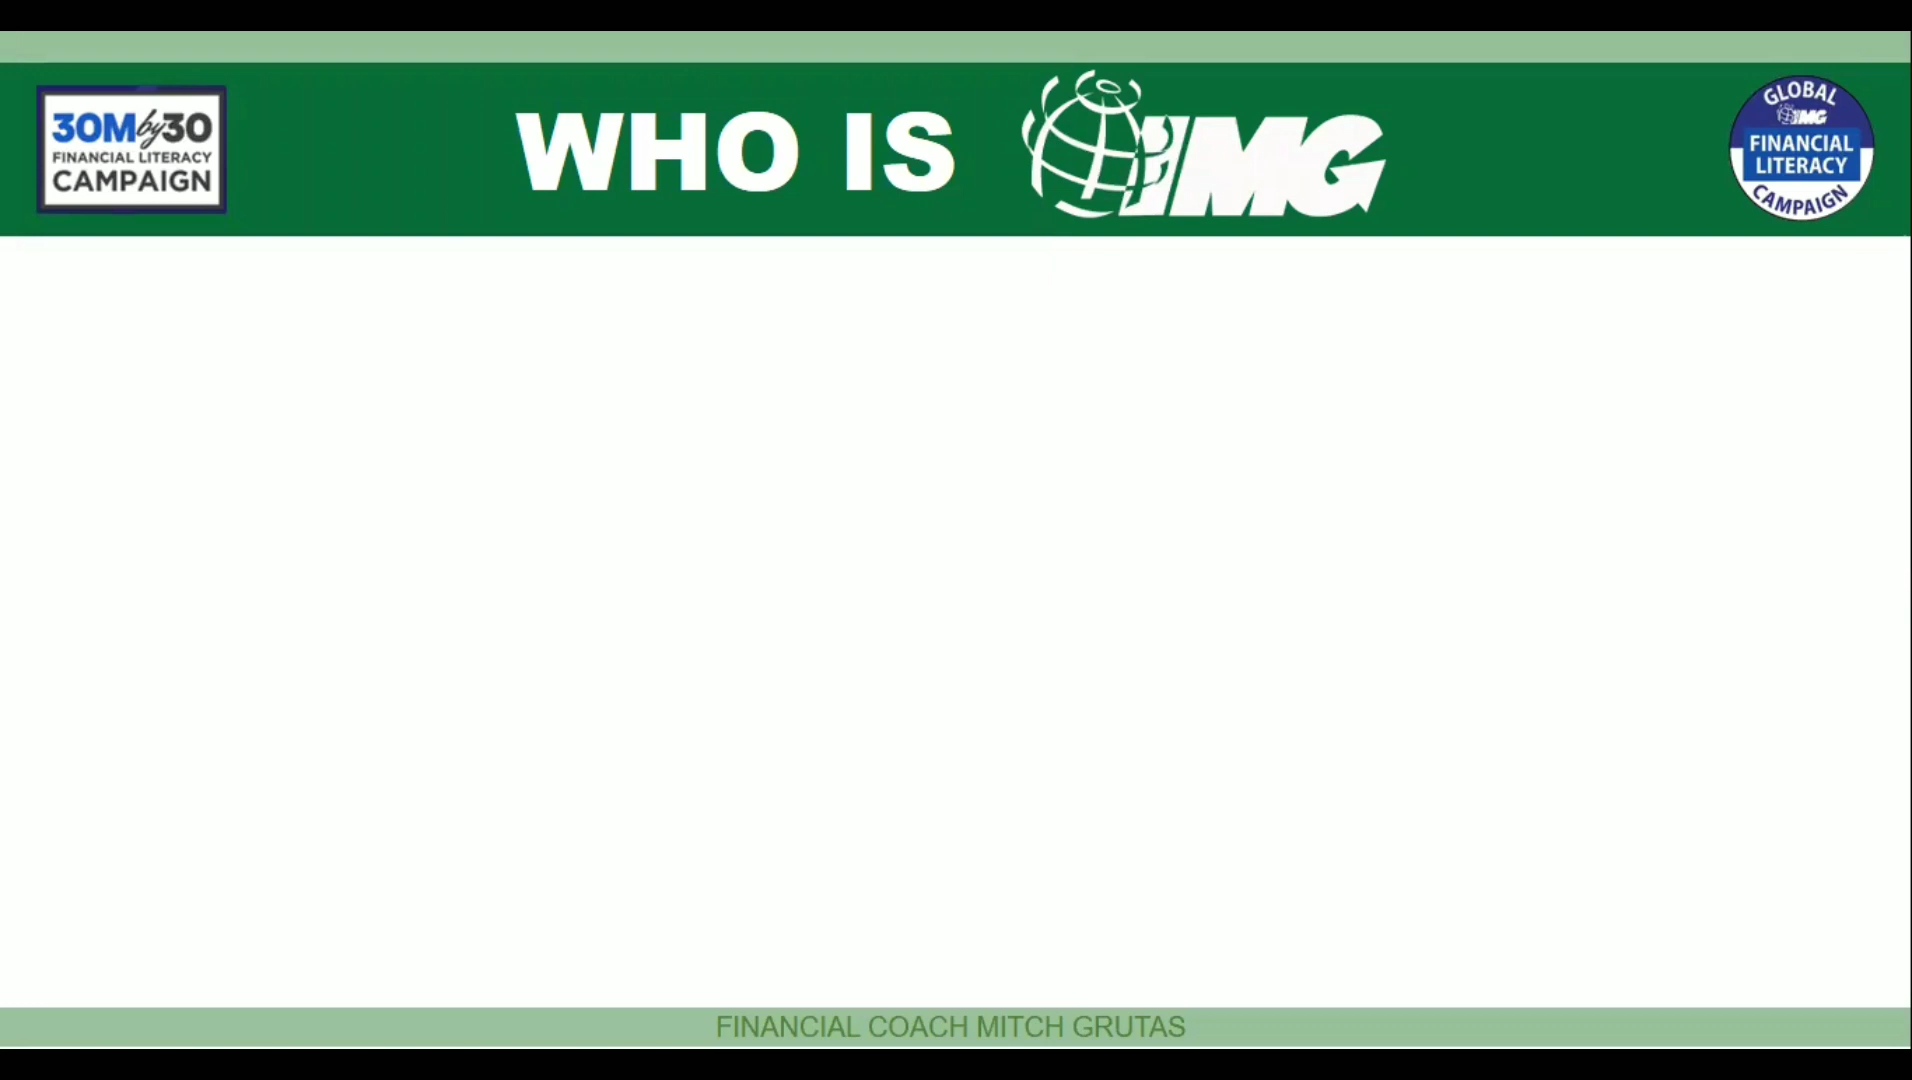 30M by 30
FINANCIAL LITERACY
CAMPAIGN
WHO IS IMG
GLOBAL
IMG
FINANCIAL
LITERACY
CAMPAIGN
FINANCIAL COACH MITCH GRUTAS